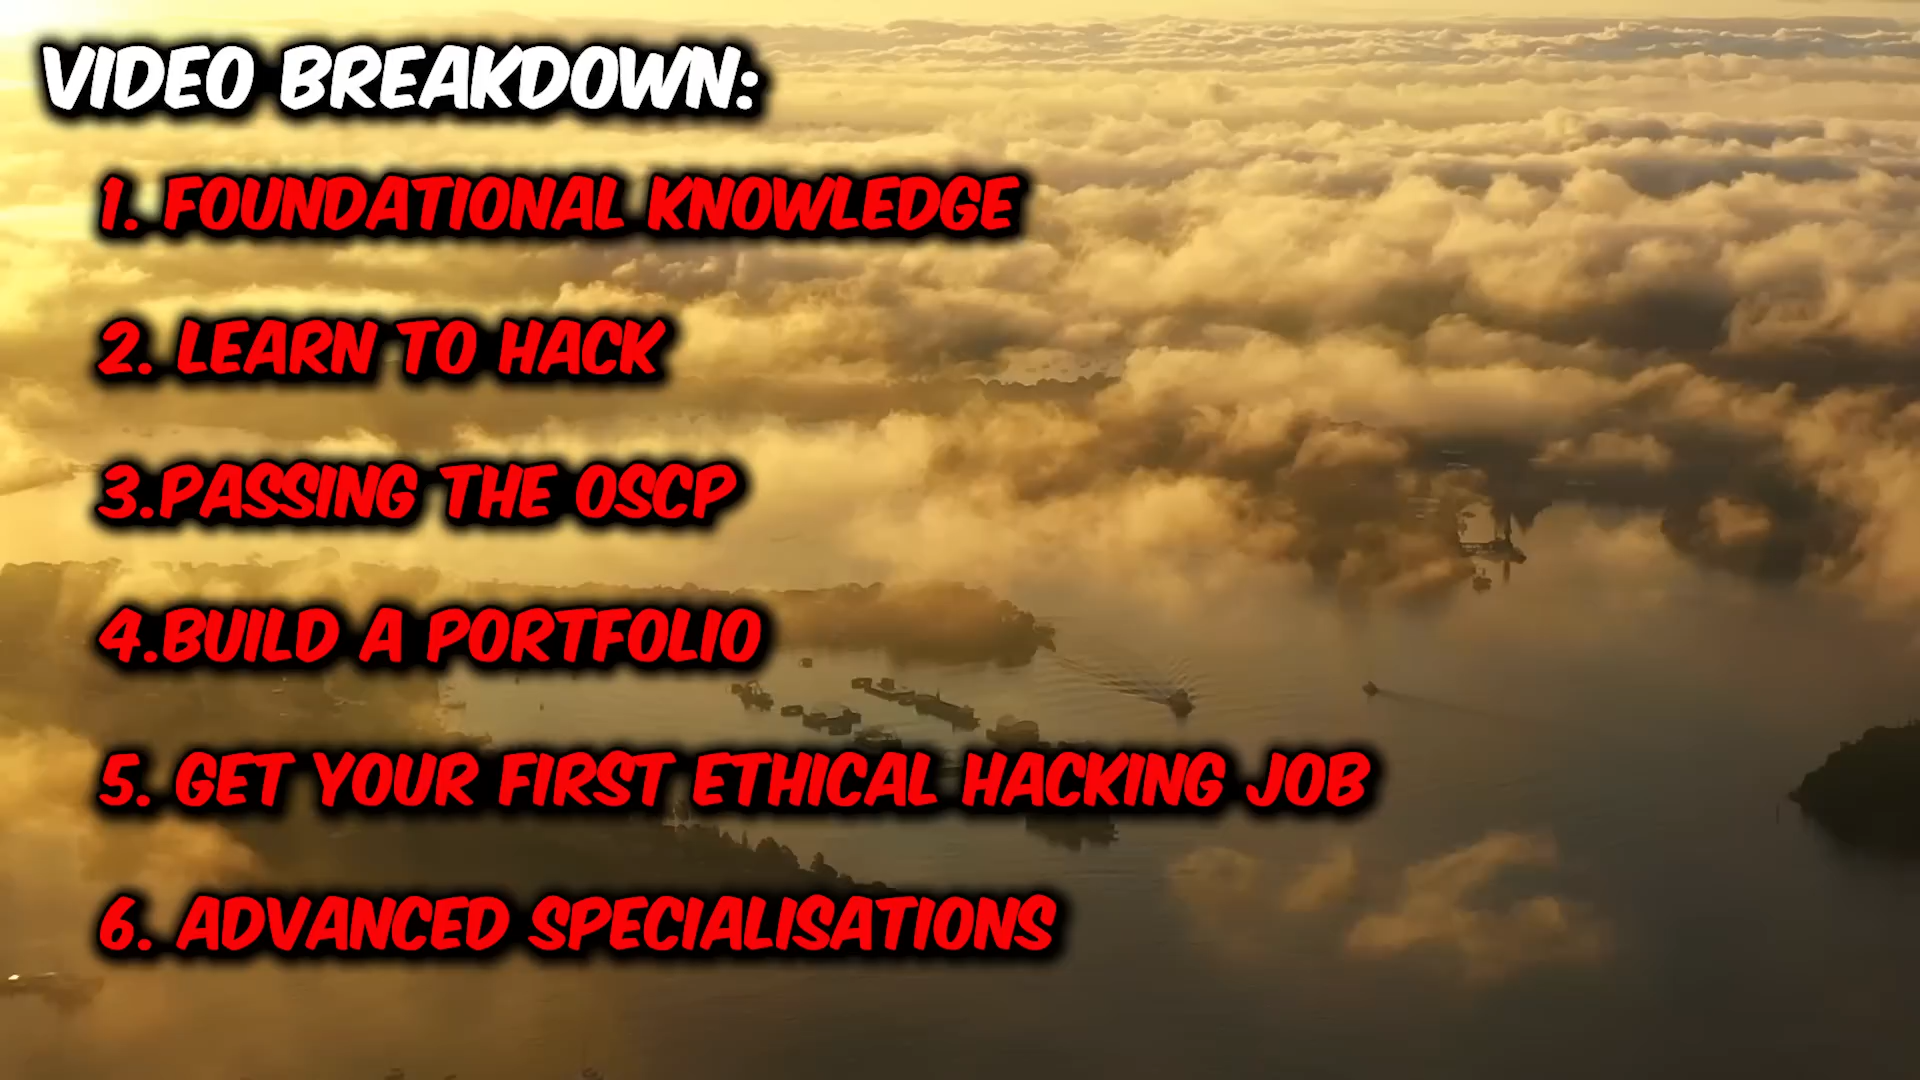 VIDEO BREAKDOWN:
1. FOUNDATIONAL KNOWLEDGE
2. LEARN TO HACK
3.PASSING THE OSCP
4.BUILD A PORTFOLIO
5. GET YOUR FIRST ETHICAL HACKING JOB
6. ADVANCED SPECIALISATIONS